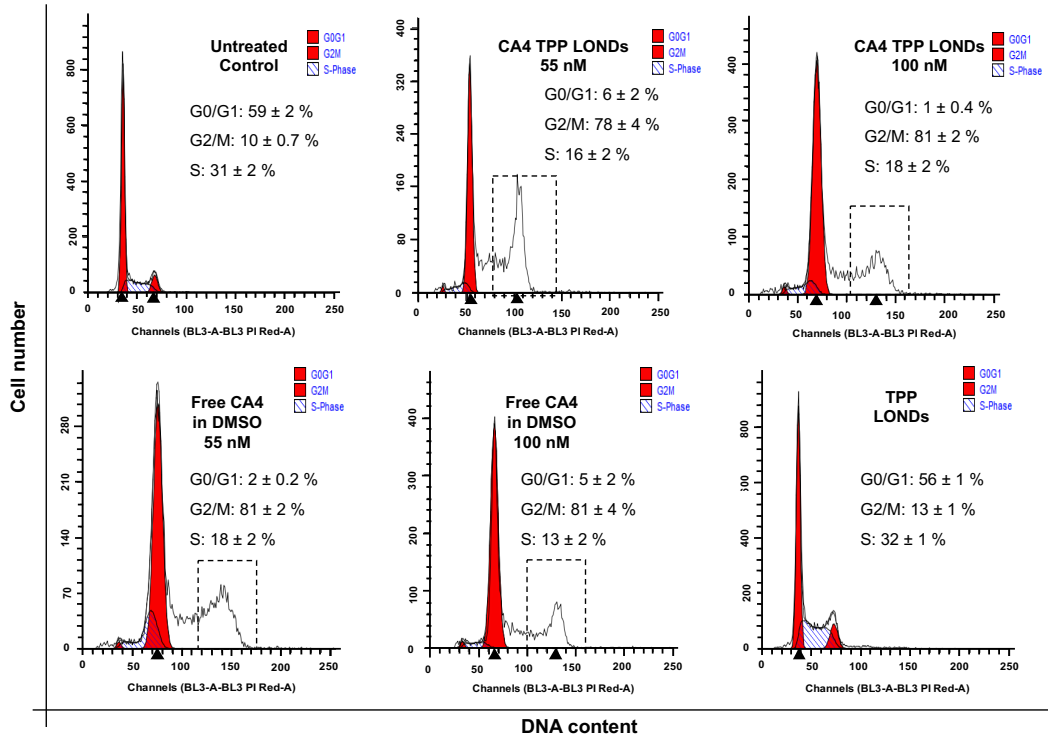 Cell number
Untreated
Control
G0G1
G2M
S-Phase
G0/G1: 59 ± 2 %
G2/M: 10 ± 0.7 %
S: 31 ± 2 %
800
600
400
200
0
0 50 100 150 200 250
Channels (BL3-A-BL3 PI Red-A)
CA4 TPP LONDs
55 nM
G0G1
G2M
S-Phase
G0/G1: 6 ± 2 %
G2/M: 78 ± 4 %
S: 16 ± 2 %
400
320
240
160
80
0
0 50 100 150 200 250
Channels (BL3-A-BL3 PI Red-A)
CA4 TPP LONDs
100 nM
G0G1
G2M
S-Phase
G0/G1: 1 ± 0.4 %
G2/M: 81 ± 2 %
S: 18 ± 2 %
400
300
200
100
0
0 50 100 150 200 250
Channels (BL3-A-BL3 PI Red-A)
Free CA4
in DMSO
55 nM
G0G1
G2M
S-Phase
G0/G1: 2 ± 0.2 %
G2/M: 81 ± 2 %
S: 18 ± 2 %
280
210
140
70
0
0 50 100 150 200 250
Channels (BL3-A-BL3 PI Red-A)
Free CA4
in DMSO
100 nM
G0G1
G2M
S-Phase
G0/G1: 5 ± 2 %
G2/M: 81 ± 4 %
S: 13 ± 2 %
400
300
200
100
0
0 50 100 150 200 250
Channels (BL3-A-BL3 PI Red-A)
TPP
LONDs
G0G1
G2M
S-Phase
G0/G1: 56 ± 1 %
G2/M: 13 ± 1 %
S: 32 ± 1 %
800
600
400
200
0
0 50 100 150 200 250
Channels (BL3-A-BL3 PI Red-A)
DNA content